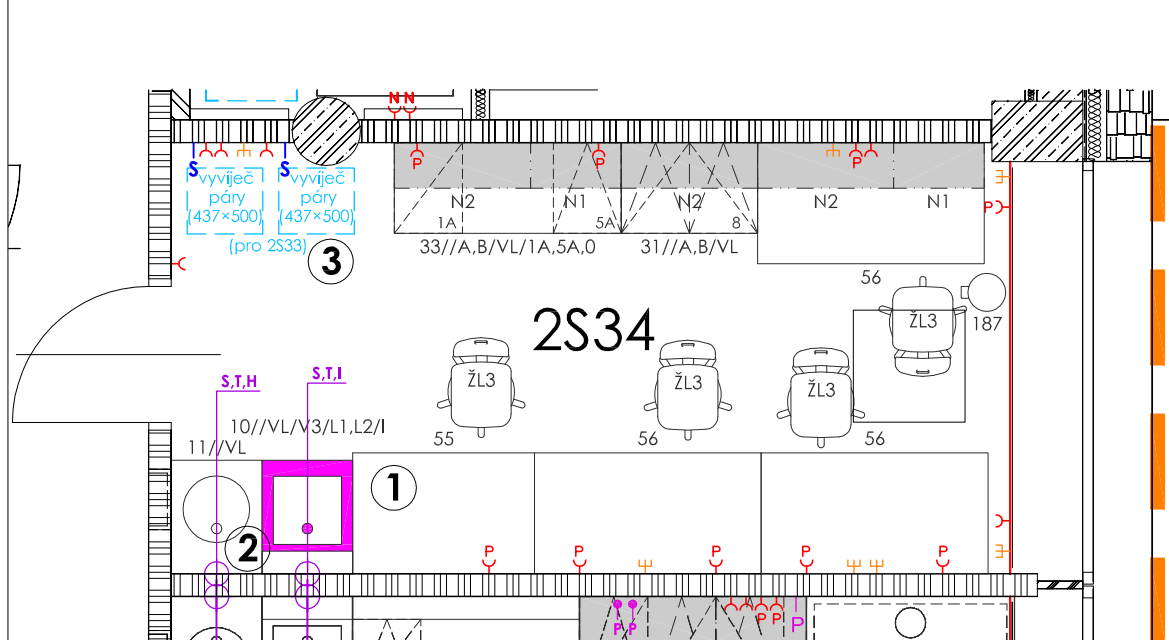 N N
S S P P P
vyvíječ vyvíječ
páry páry
(437×500) (437×500)
(pro 2S33)
N2 N1 N2 N2 N1
1A 5A 8
33//A,B/VL/1A,5A,0 31//A,B/VL
P
3
56
2S34
ŽL3 187
ŽL3 ŽL3 ŽL3
S,T,H S,T,I
10//VL/V3/L1,L2/I
11//VL
55 56 56
1
2
P P P P P
P P P P P